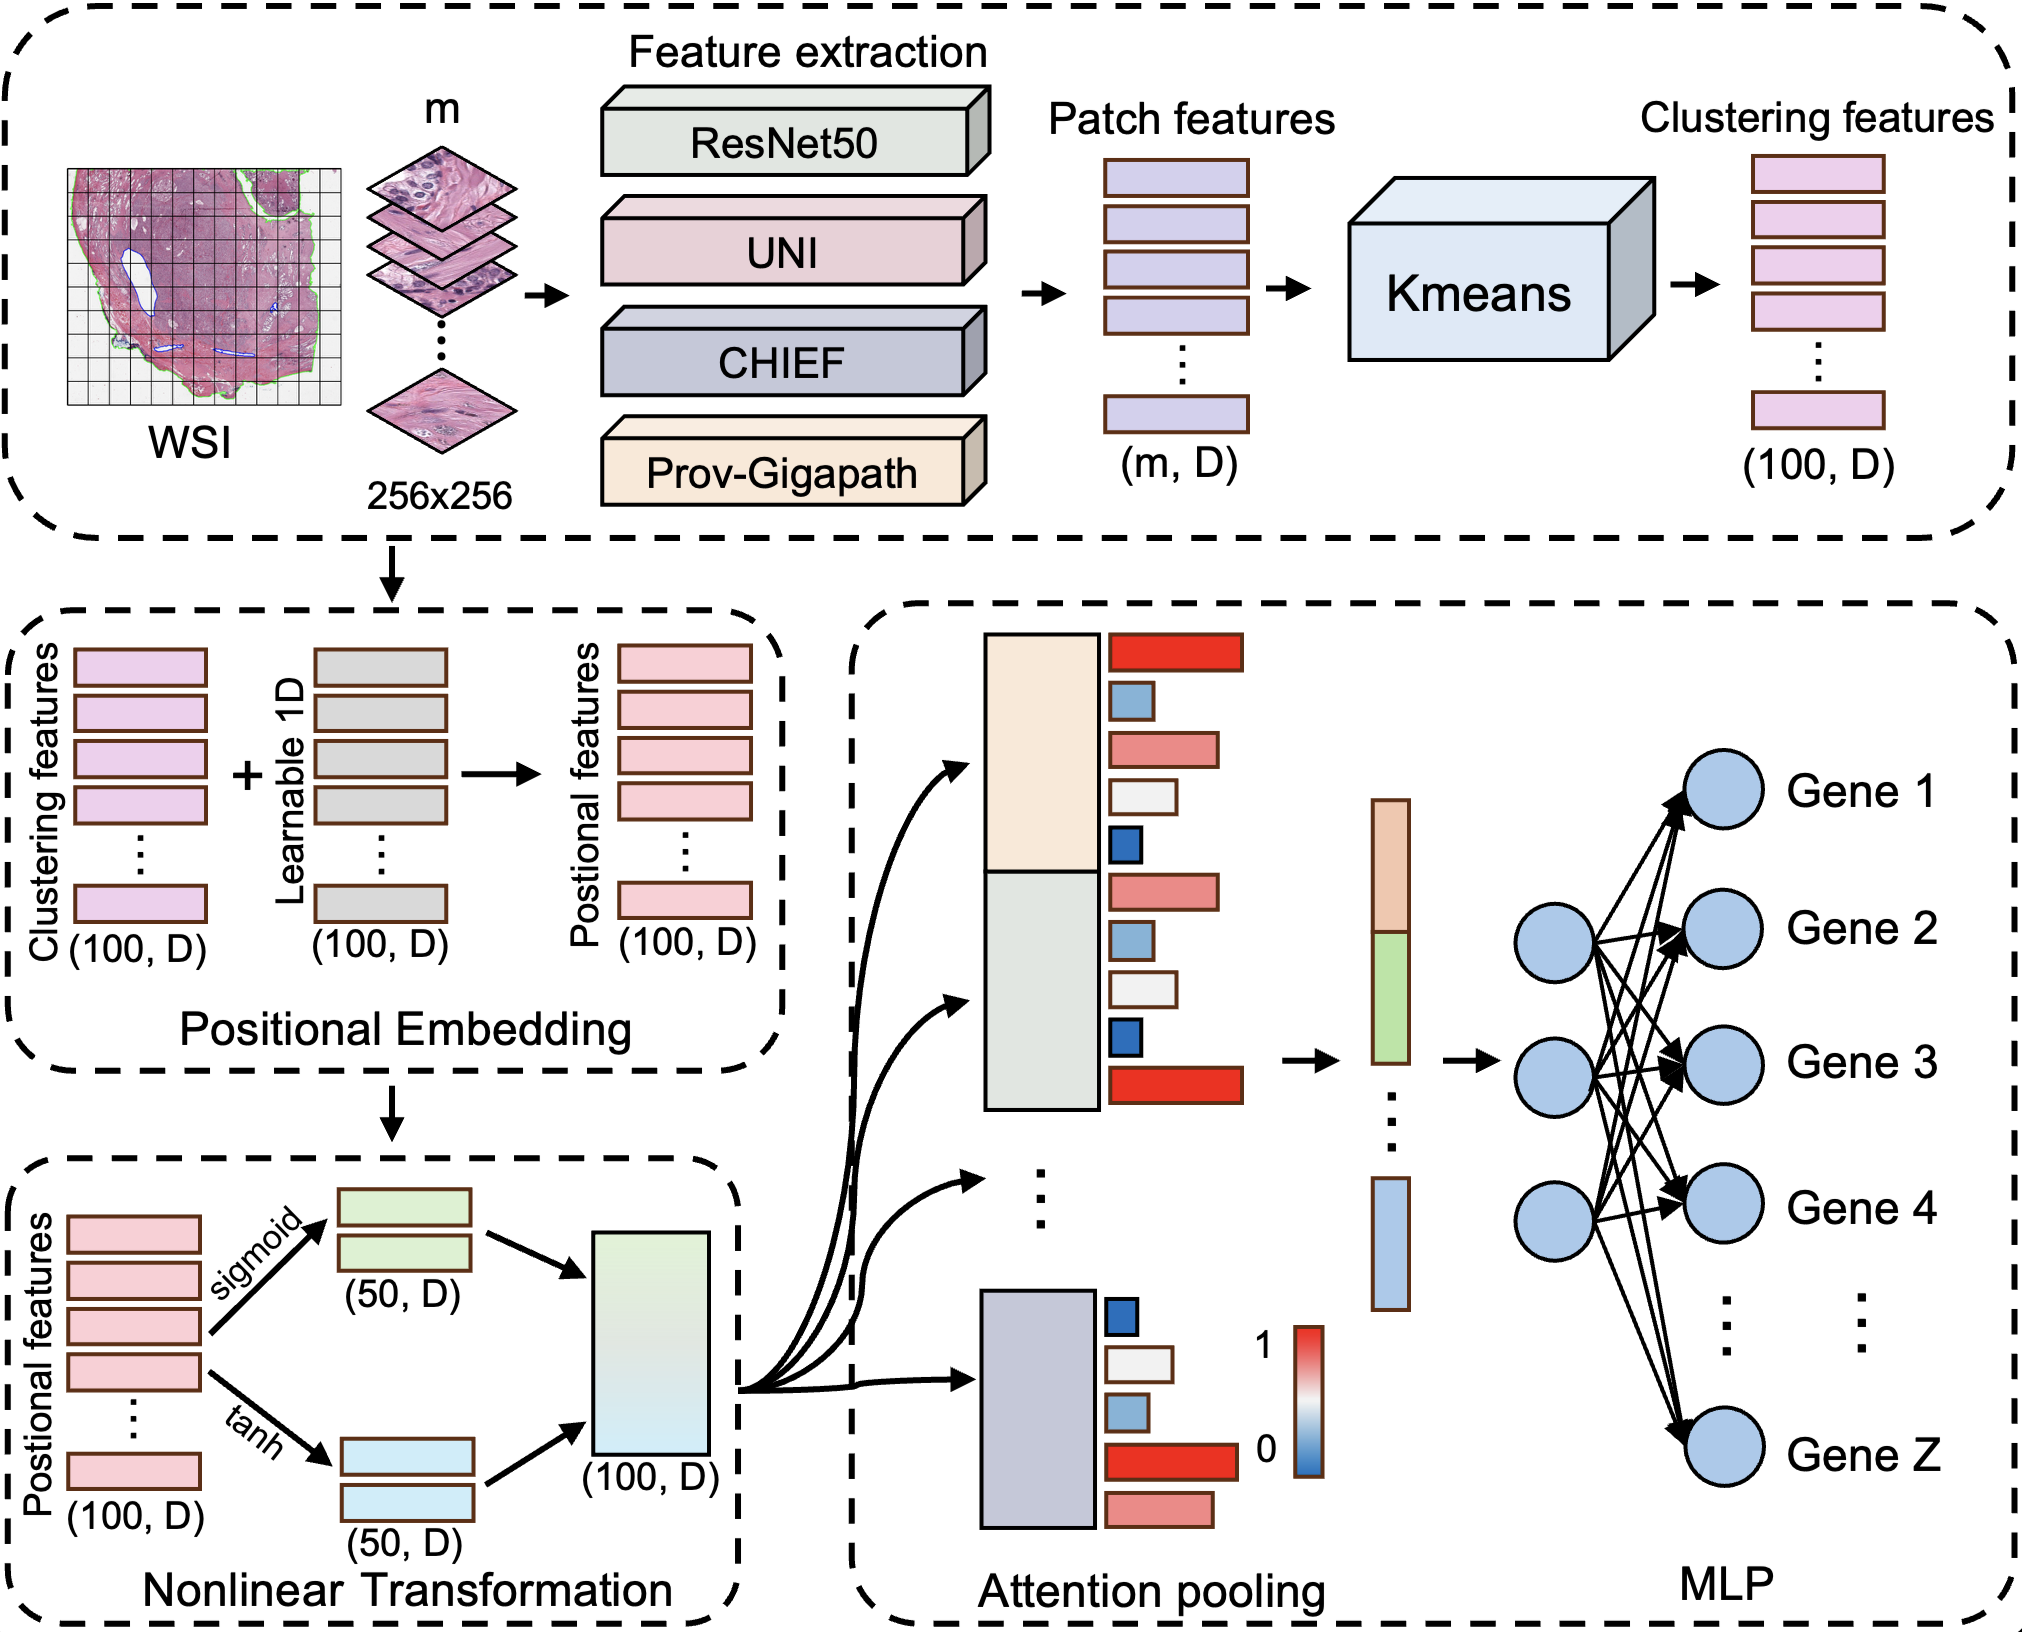 Feature extraction
m
WSI
256x256
ResNet50
UNI
CHIEF
Prov-Gigapath
Patch features
(m, D)
Kmeans
Clustering features
(100, D)
Clustering features
(100, D)
+
Learnable 1D
(100, D)
Postional features
(100, D)
Positional Embedding
Postional features
(100, D)
sigmoid
(50, D)
tanh
(50, D)
(100, D)
Nonlinear Transformation
1
0
Attention pooling
Gene 1
Gene 2
Gene 3
Gene 4
Gene Z
MLP